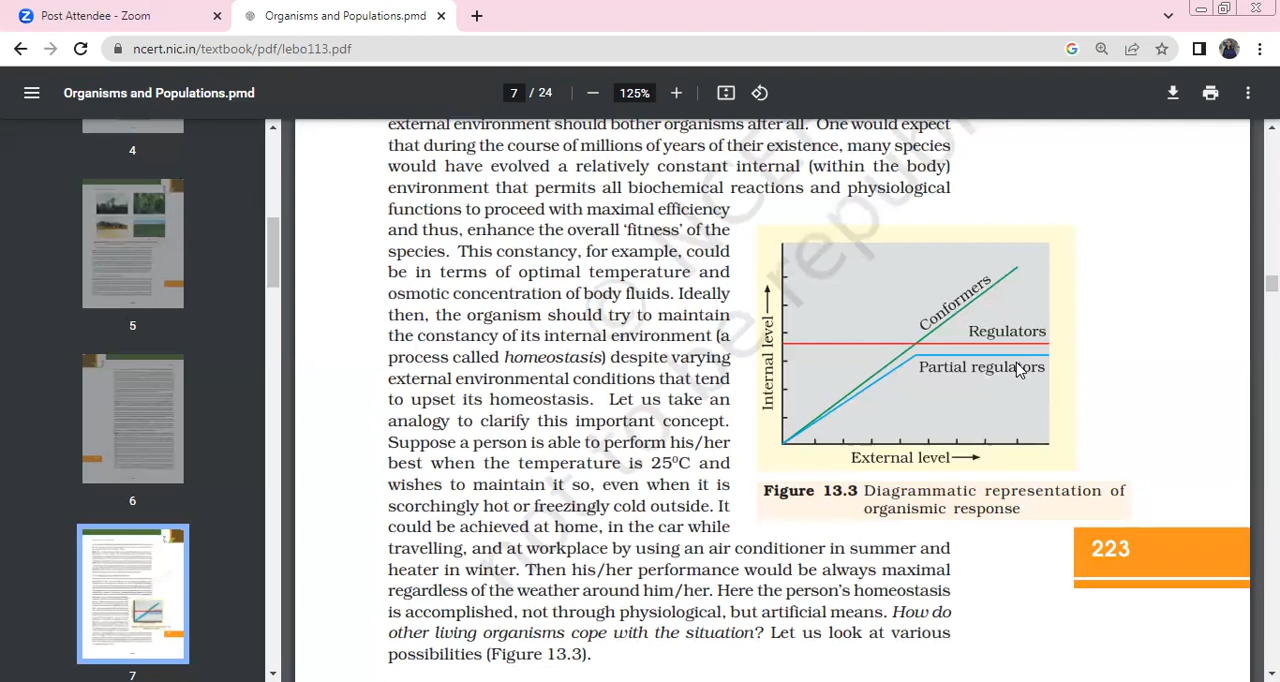 Post Attendee - Zoom
Organisms and Populations.pmd
ncert.nic.in/textbook/pdf/lebo113.pdf
Organisms and Populations.pmd
7 / 24
125%
4
5
6
7
external environment should bother organisms after all. One would expect
that during the course of millions of years of their existence, many species
would have evolved a relatively constant internal (within the body)
environment that permits all biochemical reactions and physiological
functions to proceed with maximal efficiency
and thus, enhance the overall ‘fitness’ of the
species. This constancy, for example, could
be in terms of optimal temperature and
osmotic concentration of body fluids. Ideally
then, the organism should try to maintain
the constancy of its internal environment (a
process called homeostasis) despite varying
external environmental conditions that tend
to upset its homeostasis. Let us take an
analogy to clarify this important concept.
Suppose a person is able to perform his/her
best when the temperature is 25⁰C and
wishes to maintain it so, even when it is
scorchingly hot or freezingly cold outside. It
could be achieved at home, in the car while
travelling, and at workplace by using an air conditioner in summer and
heater in winter. Then his/her performance would be always maximal
regardless of the weather around him/her. Here the person's homeostasis
is accomplished, not through physiological, but artificial means. How do
other living organisms cope with the situation? Let us look at various
possibilities (Figure 13.3).
Internal level
Conformers
Regulators
Partial regulators
External level
Figure 13.3 Diagrammatic representation of
organismic response
223
© NCE
not to be republi